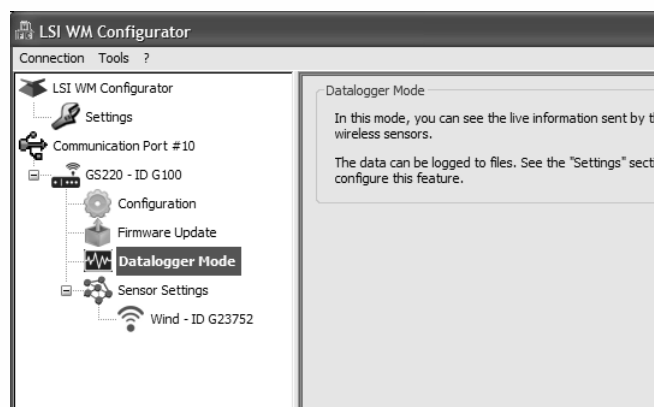 LSI WM Configurator
Connection Tools ?
LSI WM Configurator
Settings
Communication Port #10
GS220 - ID G100
Configuration
Firmware Update
Datalogger Mode
Sensor Settings
Wind - ID G23752
Datalogger Mode
In this mode, you can see the live information sent by
wireless sensors.
The data can be logged to files. See the "Settings"
configure this feature.